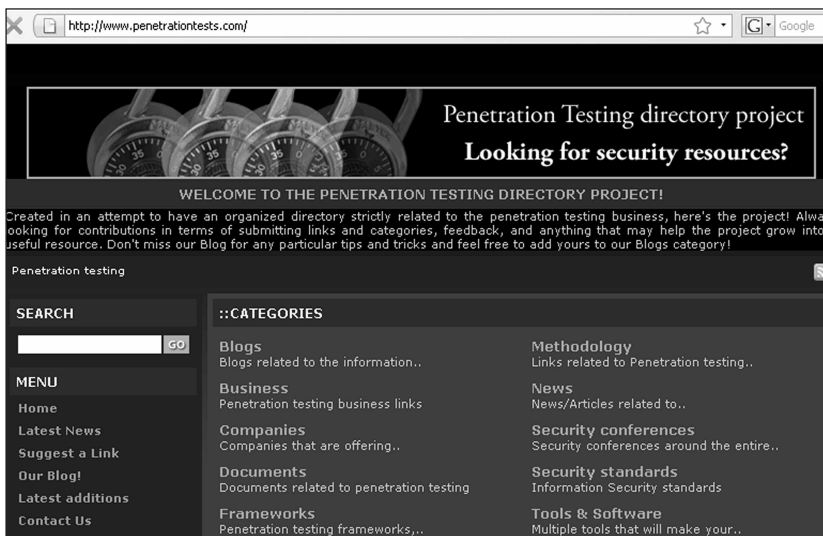 http://www.penetrationtests.com/
G
Google
Penetration Testing directory project
Looking for security resources?
WELCOME TO THE PENETRATION TESTING DIRECTORY PROJECT!
Created in an attempt to have an organized directory strictly related to the penetration testing business, here's the project! Alwa
ooking for contributions in terms of submitting links and categories, feedback, and anything that may help the project grow into
useful resource. Don't miss our Blog for any particular tips and tricks and feel free to add yours to our Blogs category!
Penetration testing
SEARCH
GO
MENU
Home
Latest News
Suggest a Link
Our Blog!
Latest additions
Contact Us
::CATEGORIES
Blogs
Blogs related to the information..
Business
Penetration testing business links
Companies
Companies that are offering..
Documents
Documents related to penetration testing
Frameworks
Penetration testing frameworks,..
Methodology
Links related to Penetration testing..
News
News/Articles related to..
Security conferences
Security conferences around the entire..
Security standards
Information Security standards
Tools & Software
Multiple tools that will make your..